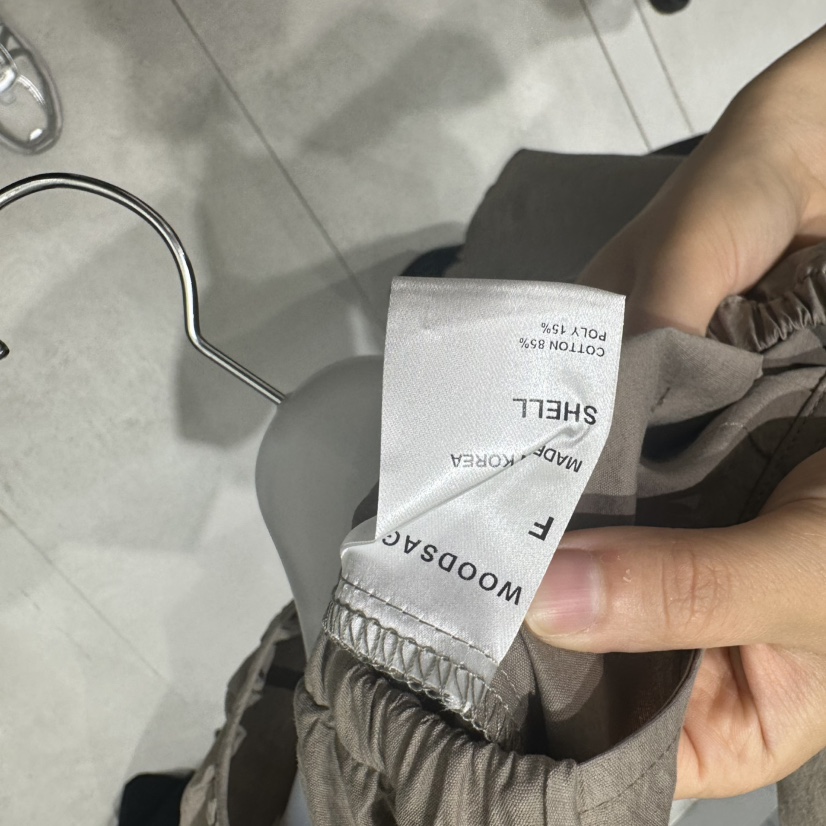 WOODSAC
F
MADE KOREA
SHELL
COTTON 85%
POLY 15%